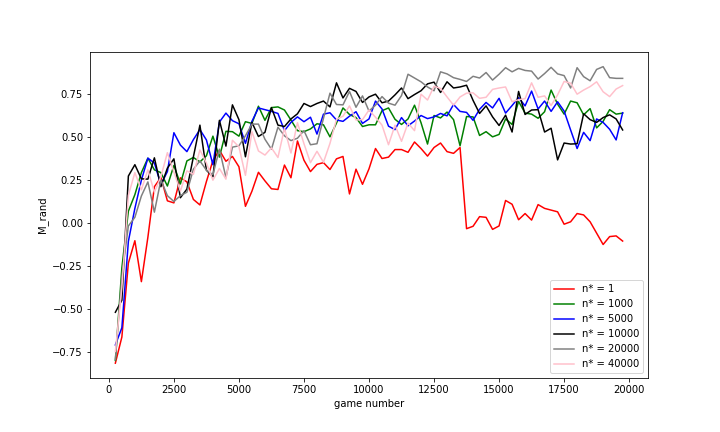 M_rand
0.75
0.50
0.25
0.00
−0.25
−0.50
−0.75
0 2500 5000 7500 10000 12500 15000 17500 20000
game number
n* = 1
n* = 1000
n* = 5000
n* = 10000
n* = 20000
n* = 40000